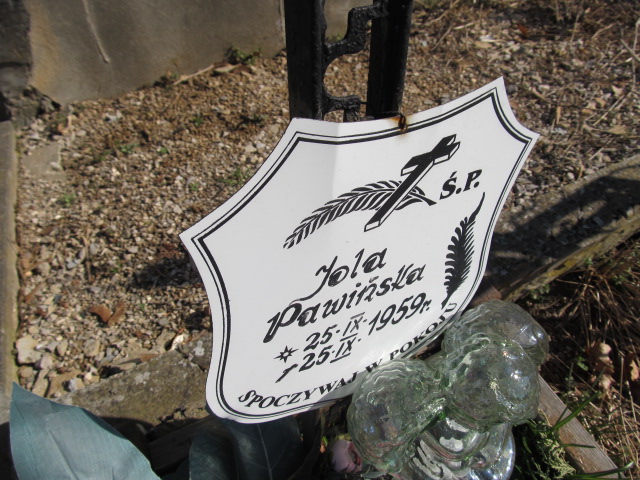 Ś.P.
Jola
Pawińska
* 25·IX·1959r.
† 25·IX·
SPOCZYWAJ W POKOJU